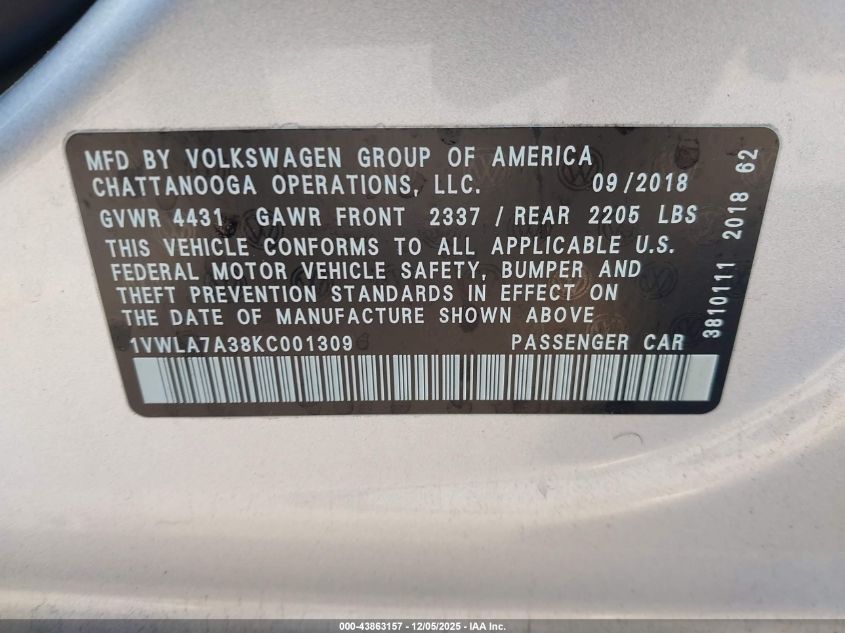 MFD BY VOLKSWAGEN GROUP OF AMERICA
CHATTANOOGA OPERATIONS, LLC. 09/2018
GVWR 4431 GAWR FRONT 2337 / REAR 2205 LBS
THIS VEHICLE CONFORMS TO ALL APPLICABLE U.S.
FEDERAL MOTOR VEHICLE SAFETY, BUMPER AND
THEFT PREVENTION STANDARDS IN EFFECT ON
THE DATE OF MANUFACTURE SHOWN ABOVE
1VWLA7A38KC001309 PASSENGER CAR
3810111 2018 62
000-43863157 - 12/05/2025 - IAA Inc.